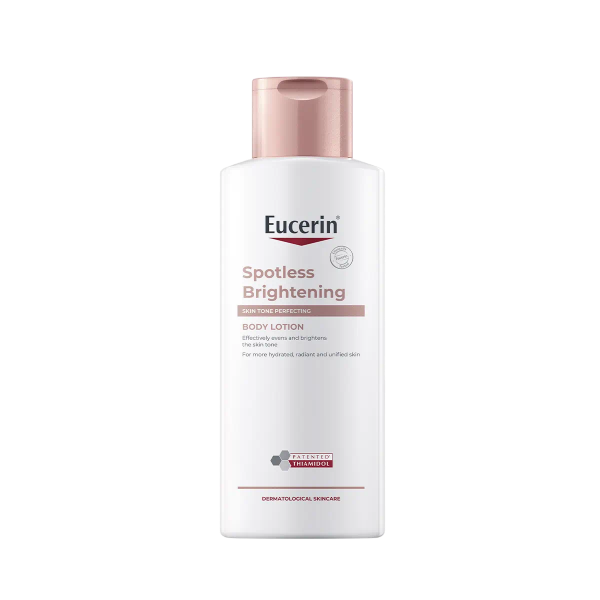 Eucerin®
Spotless
Brightening
SKIN TONE PERFECTING
BODY LOTION
Effectively evens and brightens
the skin tone
For more hydrated, radiant and unified skin
PATENTED
THIAMIDOL
DERMATOLOGICAL SKINCARE